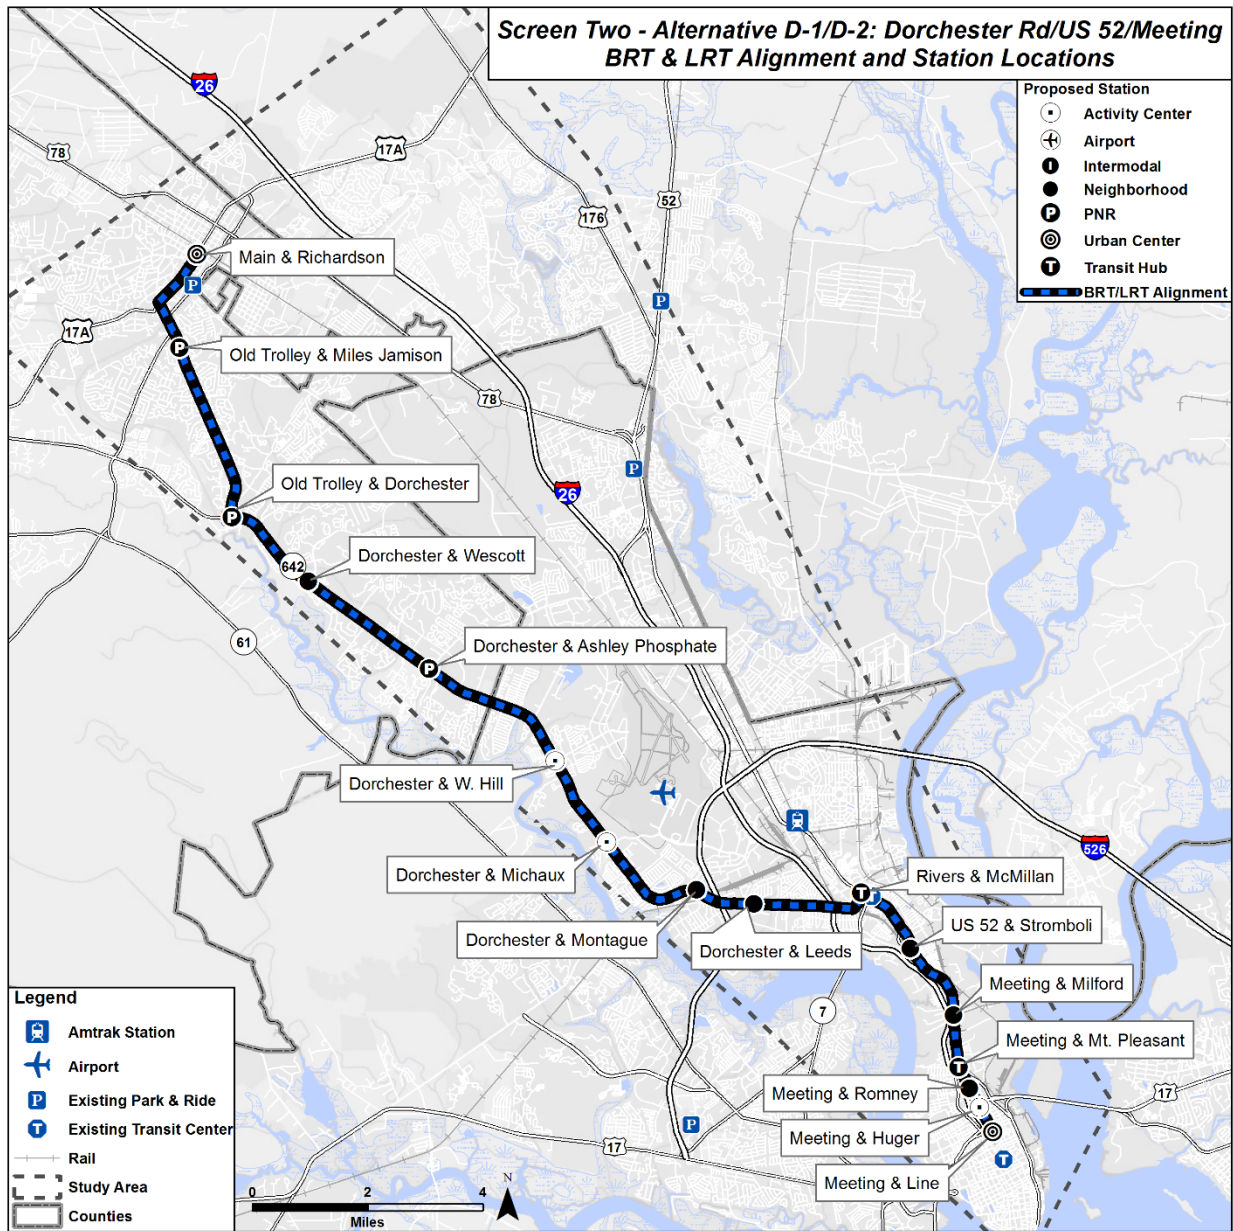 Screen Two - Alternative D-1/D-2: Dorchester Rd/US 52/Meeting
BRT & LRT Alignment and Station Locations
Proposed Station
Activity Center
Airport
Intermodal
Neighborhood
PNR
Urban Center
Transit Hub
BRT/LRT Alignment
26
17A
78
176
52
Main & Richardson
P
P
17A
Old Trolley & Miles Jamison
P
78
P
26
Old Trolley & Dorchester
P
642
Dorchester & Wescott
61
Dorchester & Ashley Phosphate
P
Dorchester & W. Hill
526
Dorchester & Michaux
Rivers & McMillan
T
US 52 & Stromboli
Dorchester & Montague
Dorchester & Leeds
Meeting & Milford
7
Meeting & Mt. Pleasant
T
Meeting & Romney
17
Meeting & Huger
P
17
T
Meeting & Line
Legend
Amtrak Station
Airport
P Existing Park & Ride
T Existing Transit Center
Rail
Study Area
Counties
0 2 4
Miles
N